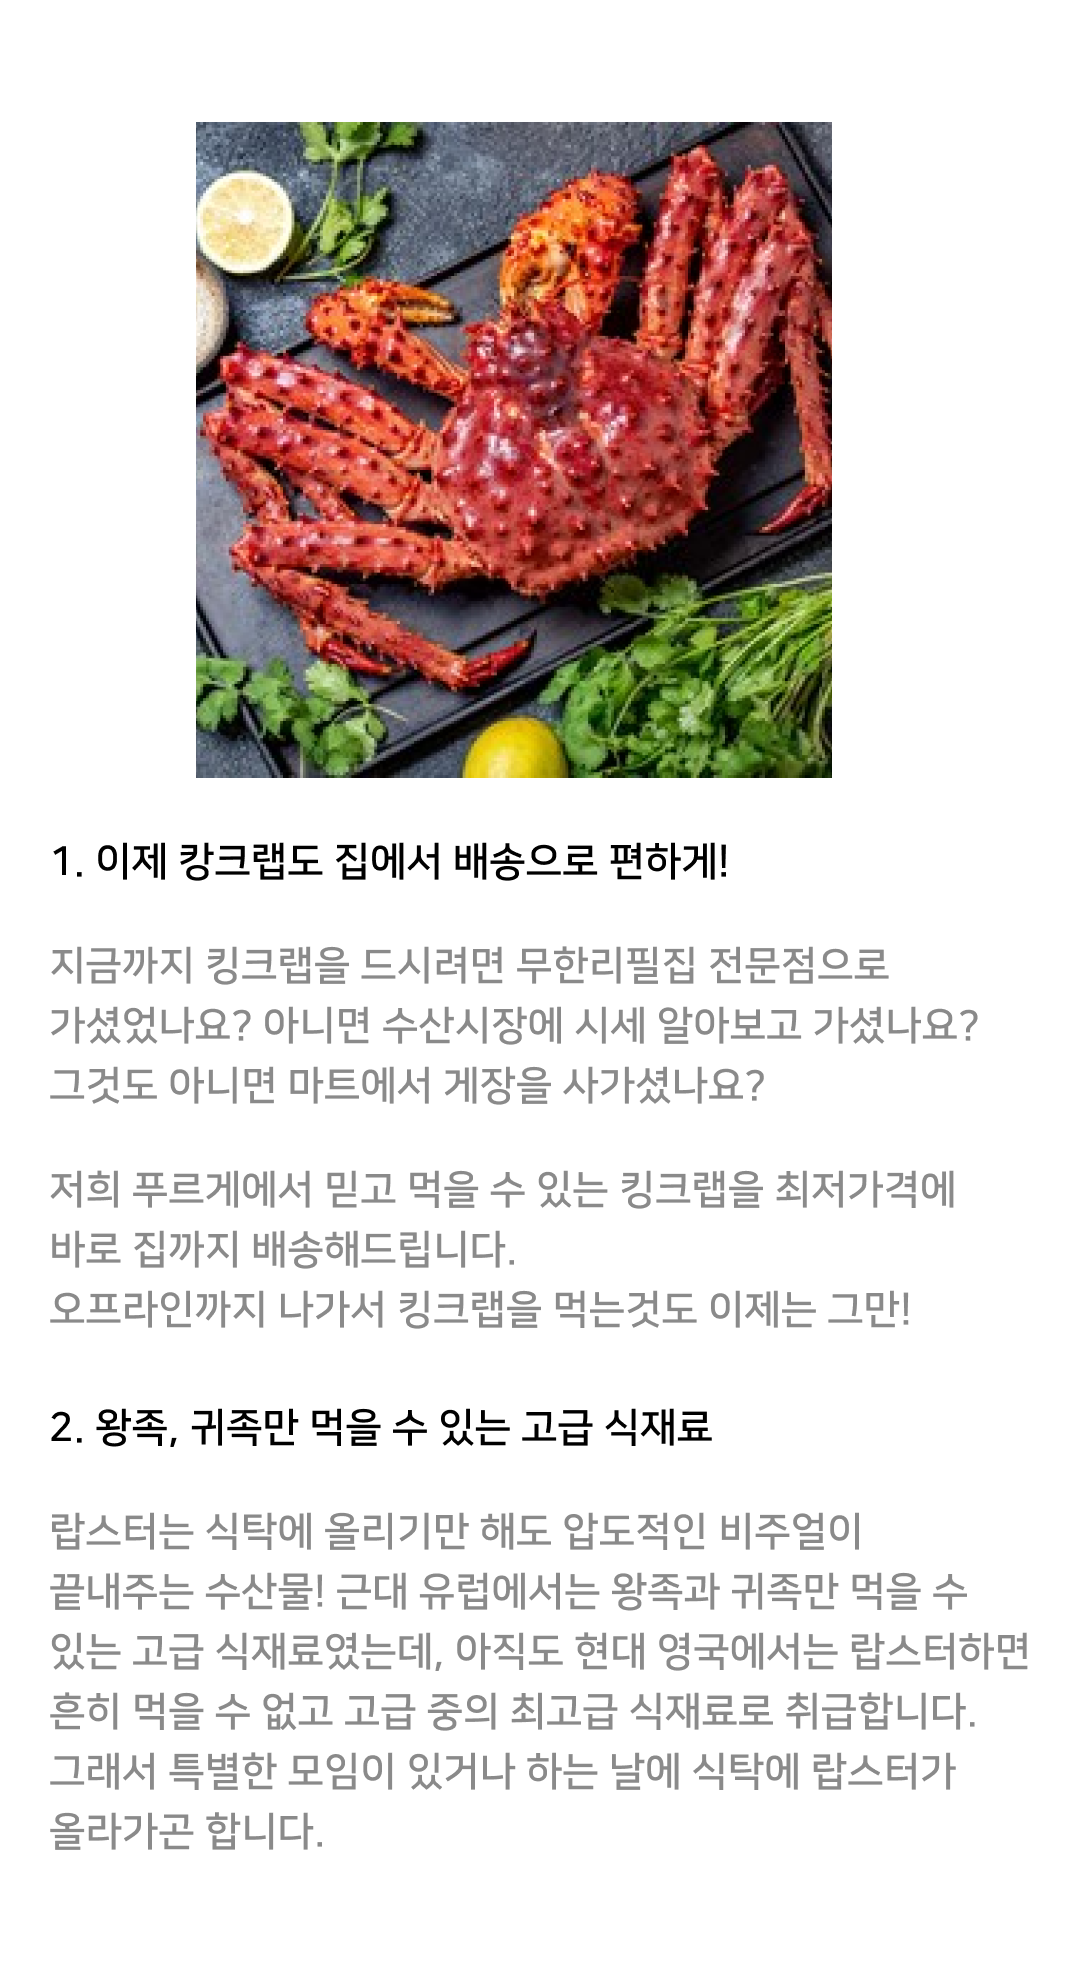 1. 이제 캉크랩도 집에서 배송으로 편하게!
지금까지 킹크랩을 드시려면 무한리필집 전문점으로
가셨었나요? 아니면 수산시장에 시세 알아보고 가셨나요?
그것도 아니면 마트에서 게장을 사가셨나요?
저희 푸르게에서 믿고 먹을 수 있는 킹크랩을 최저가격에
바로 집까지 배송해드립니다.
오프라인까지 나가서 킹크랩을 먹는것도 이제는 그만!
2. 왕족, 귀족만 먹을 수 있는 고급 식재료
랍스터는 식탁에 올리기만 해도 압도적인 비주얼이
끝내주는 수산물! 근대 유럽에서는 왕족과 귀족만 먹을 수
있는 고급 식재료였는데, 아직도 현대 영국에서는 랍스터하면
흔히 먹을 수 없고 고급 중의 최고급 식재료로 취급합니다.
그래서 특별한 모임이 있거나 하는 날에 식탁에 랍스터가
올라가곤 합니다.